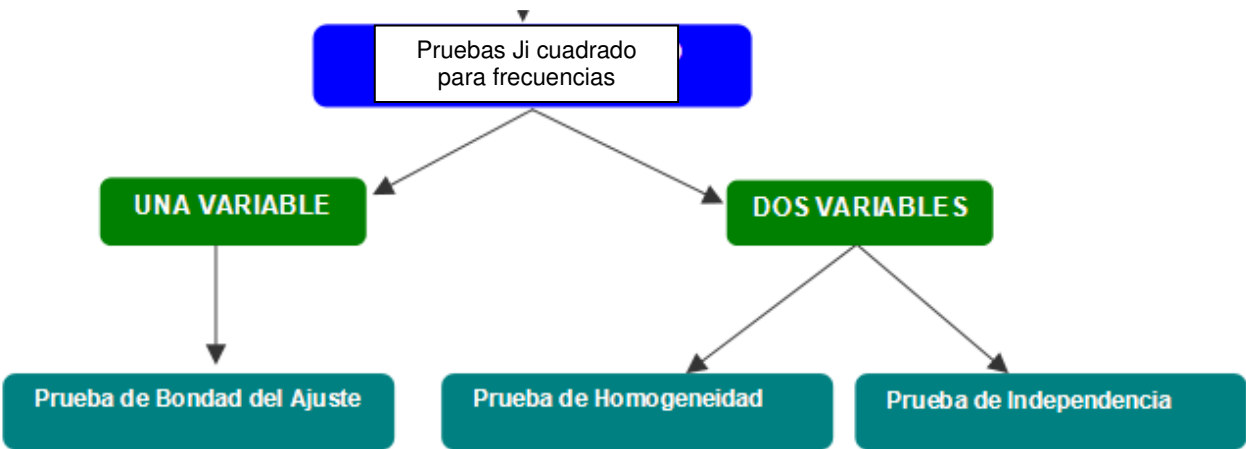 Pruebas Ji cuadrado
para frecuencias
UNA VARIABLE
DOS VARIABLES
Prueba de Bondad del Ajuste
Prueba de Homogeneidad
Prueba de Independencia